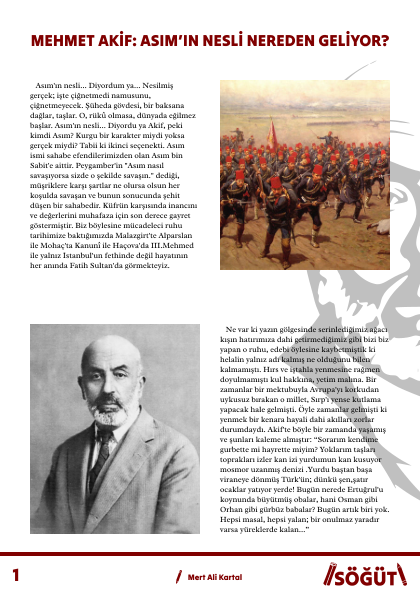 MEHMET AKİF: ASIM’IN NESLİ NEREDEN GELİYOR?
Asım'ın nesli... Diyordum ya... Nesilmiş
gerçek; işte çiğnetmedi namusunu,
çiğnetmeyecek. Şüheda gövdesi, bir baksana
dağlar, taşlar. O, rükû olmasa, dünyada eğilmez
başlar. Asım'ın nesli... Diyordu ya Akif, peki
kimdi Asım? Kurgu bir karakter miydi yoksa
gerçek miydi? Tabii ki ikinci seçenekti. Asım
ismi sahabe efendilerimizden olan Asım bin
Sabit'e aittir. Peygamber'in "Asım nasıl
savaşıyorsa sizde o şekilde savaşın." dediği,
müşriklere karşı şartlar ne olursa olsun her
koşulda savaşan ve bunun sonucunda şehit
düşen bir sahabedir. Küfrün karşısında inancını
ve değerlerini muhafaza için son derece gayret
göstermiştir. Biz böylesine mücadeleci ruhu
tarihimize baktığımızda Malazgirt'te Alparslan
ile Mohaç'ta Kanunî ile Haçova'da III.Mehmed
ile yalnız İstanbul'un fethinde değil hayatının
her anında Fatih Sultan'da görmekteyiz.
Ne var ki yazın gölgesinde serinlediğimiz ağacı
kışın hatırımıza dahi getirmediğimiz gibi bizi biz
yapan o ruhu, edebi öylesine kaybetmiştik ki
helalin yalnız adı kalmış ne olduğunu bilen
kalmamıştı. Hırs ve iştahla yenmesine rağmen
doyulmamıştı kul hakkına, yetim malına. Bir
zamanlar bir mektubuyla Avrupa'yı korkudan
uykusuz bırakan o millet, Sırp'ı yense kutlama
yapacak hale gelmişti. Öyle zamanlar gelmişti ki
yenmek bir kenara hayali dahi akılları zorlar
durumdaydı. Akif'te böyle bir zamanda yaşamış
ve şunları kaleme almıştır: “Sorarım kendime
gurbette mi hayrette miyim? Yoklarım taşları
toprakları izler kan izi yurdumun kan kusuyor
mosmor uzanmış denizi .Yurdu baştan başa
viraneye dönmüş Türk'ün; dünkü şen,şatır
ocaklar yatıyor yerde! Bugün nerede Ertuğrul'u
koynunda büyütmüş obalar, hani Osman gibi
Orhan gibi gürbüz babalar? Bugün artık biri yok.
Hepsi masal, hepsi yalan; bir onulmaz yaradır
varsa yüreklerde kalan...”
1
Mert Ali Kartal
SÖĞÜT